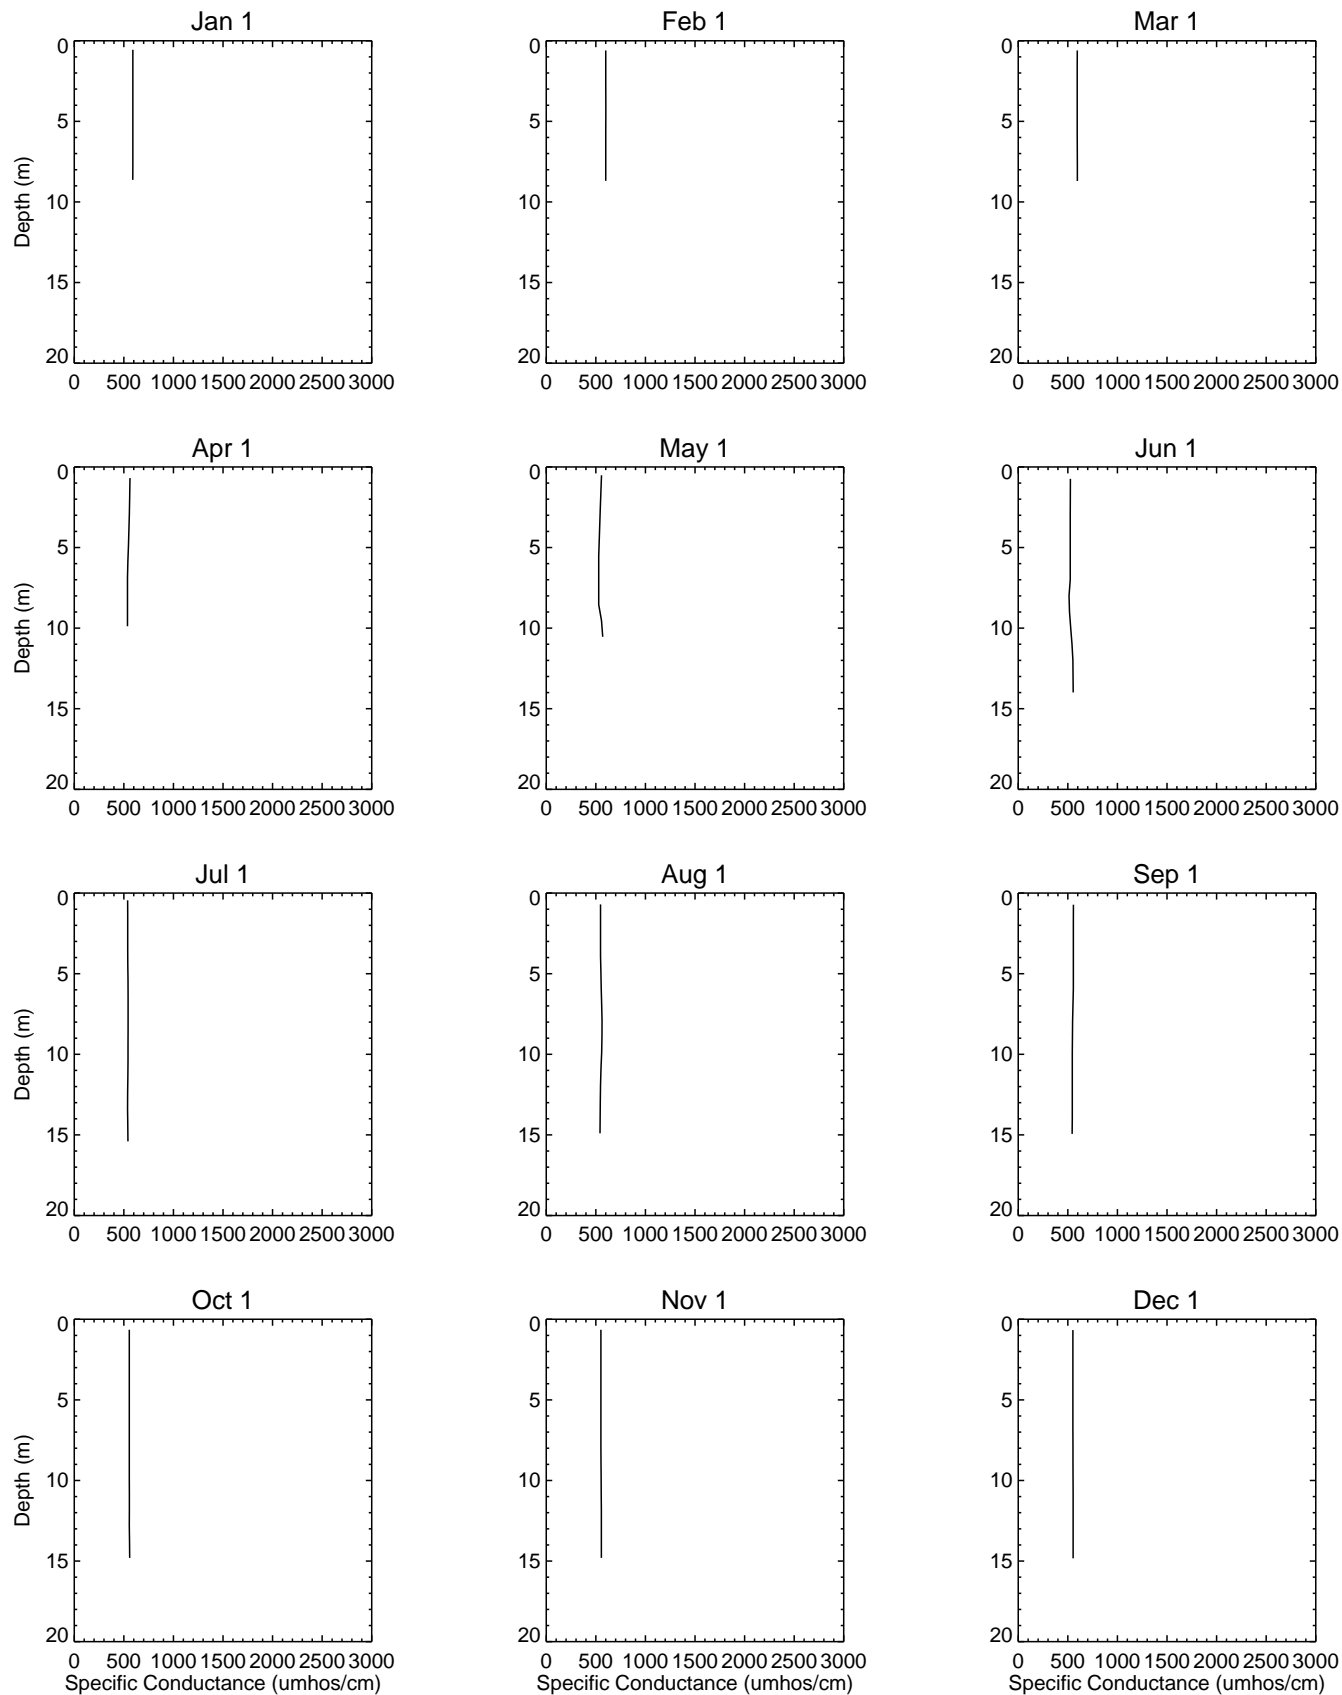 Jan 1 Feb 1 Mar 1
0 0 0
5 5 5
Depth (m)
10 10 10
15 15 15
20 20 20
0 500 1000 1500 2000 2500 3000 0 500 1000 1500 2000 2500 3000 0 500 1000 1500 2000 2500 3000
Apr 1 May 1 Jun 1
0 0 0
5 5 5
Depth (m)
10 10 10
15 15 15
20 20 20
0 500 1000 1500 2000 2500 3000 0 500 1000 1500 2000 2500 3000 0 500 1000 1500 2000 2500 3000
Jul 1 Aug 1 Sep 1
0 0 0
5 5 5
Depth (m)
10 10 10
15 15 15
20 20 20
0 500 1000 1500 2000 2500 3000 0 500 1000 1500 2000 2500 3000 0 500 1000 1500 2000 2500 3000
Oct 1 Nov 1 Dec 1
0 0 0
5 5 5
Depth (m)
10 10 10
15 15 15
20 20 20
0 500 1000 1500 2000 2500 3000 0 500 1000 1500 2000 2500 3000 0 500 1000 1500 2000 2500 3000
Specific Conductance (umhos/cm) Specific Conductance (umhos/cm) Specific Conductance (umhos/cm)